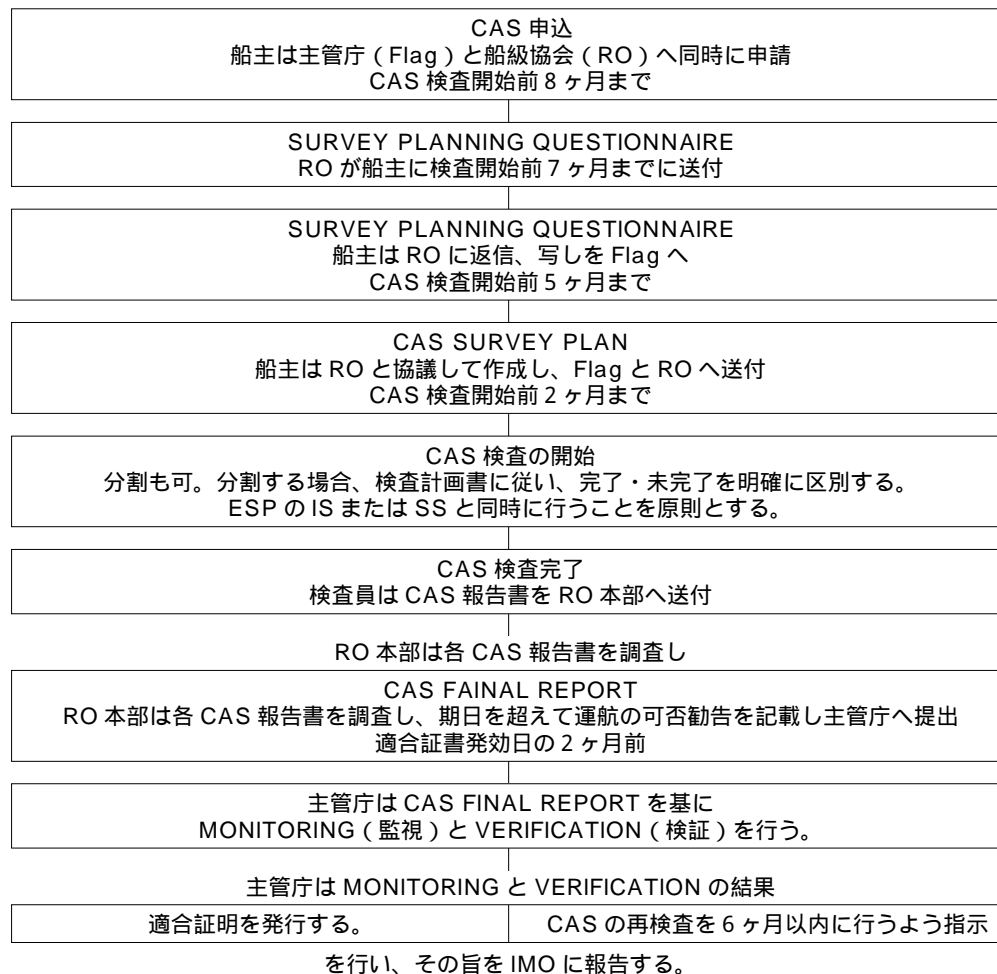 CAS 申込
船主は主管庁（Flag）と船級協会（RO）へ同時に申請
CAS 検査開始前８ヶ月まで
SURVEY PLANNING QUESTIONNAIRE
RO が船主に検査開始前７ヶ月までに送付
SURVEY PLANNING QUESTIONNAIRE
船主は RO に返信、写しを Flag へ
CAS 検査開始前５ヶ月まで
CAS SURVEY PLAN
船主は RO と協議して作成し、Flag と RO へ送付
CAS 検査開始前２ヶ月まで
CAS 検査の開始
分割も可。分割する場合、検査計画書に従い、完了・未完了を明確に区別する。
ESP の IS または SS と同時に行うことを原則とする。
CAS 検査完了
検査員は CAS 報告書を RO 本部へ送付
RO 本部は各 CAS 報告書を調査し
CAS FAINAL REPORT
RO 本部は各 CAS 報告書を調査し、期日を超えて運航の可否勧告を記載し主管庁へ提出
適合証書発効日の２ヶ月前
主管庁は CAS FINAL REPORT を基に
MONITORING（監視）と VERIFICATION（検証）を行う。
主管庁は MONITORING と VERIFICATION の結果
適合証明を発行する。
CAS の再検査を６ヶ月以内に行うよう指示
を行い、その旨を IMO に報告する。